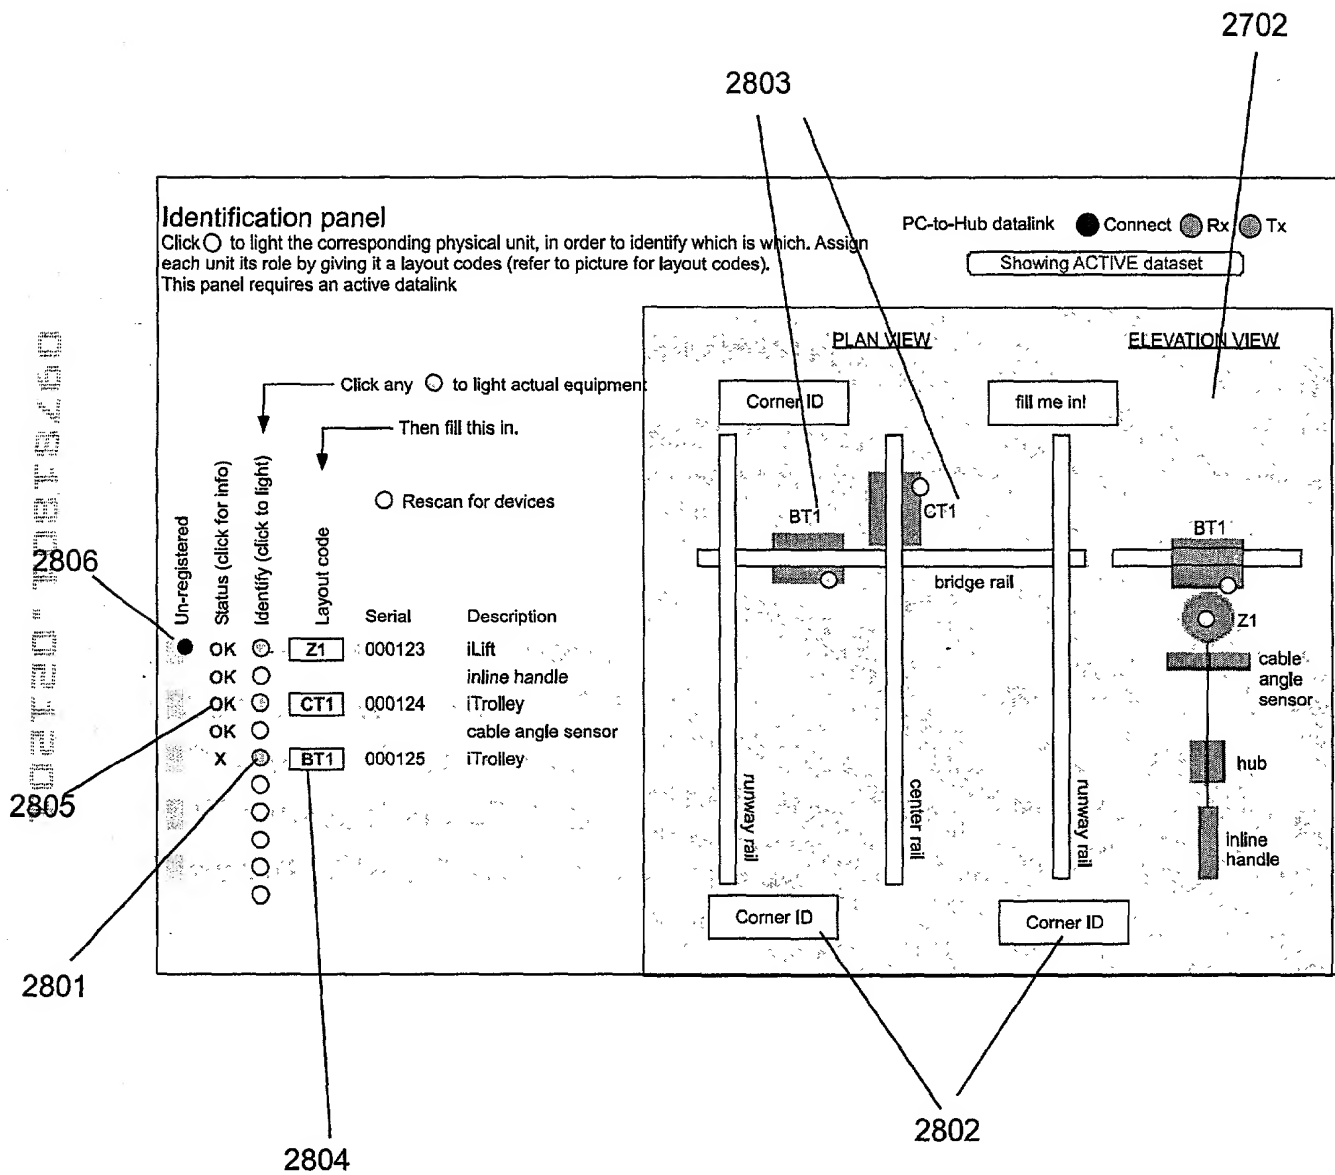 2702
2803
Identification panel
Click to light the corresponding physical unit, in order to identify which is which. Assign
each unit its role by giving it a layout codes (refer to picture for layout codes).
This panel requires an active datalink
PC-to-Hub datalink Connect Rx Tx
Showing ACTIVE dataset
PLAN VIEW
ELEVATION VIEW
Click any to light actual equipment
Then fill this in.
Rescan for devices
Un-registered
Status (click for info)
Identify (click to light)
Layout code
Serial
Description
OK Z1 000123 iLift
OK inline handle
OK CT1 000124 iTrolley
OK cable angle sensor
X BT1 000125 iTrolley
Corner ID
fill me in!
BT1
CT1
bridge rail
runway rail
center rail
runway rail
Corner ID
Corner ID
BT1
Z1
cable
angle
sensor
hub
inline
handle
2806
2805
2801
2804
2802